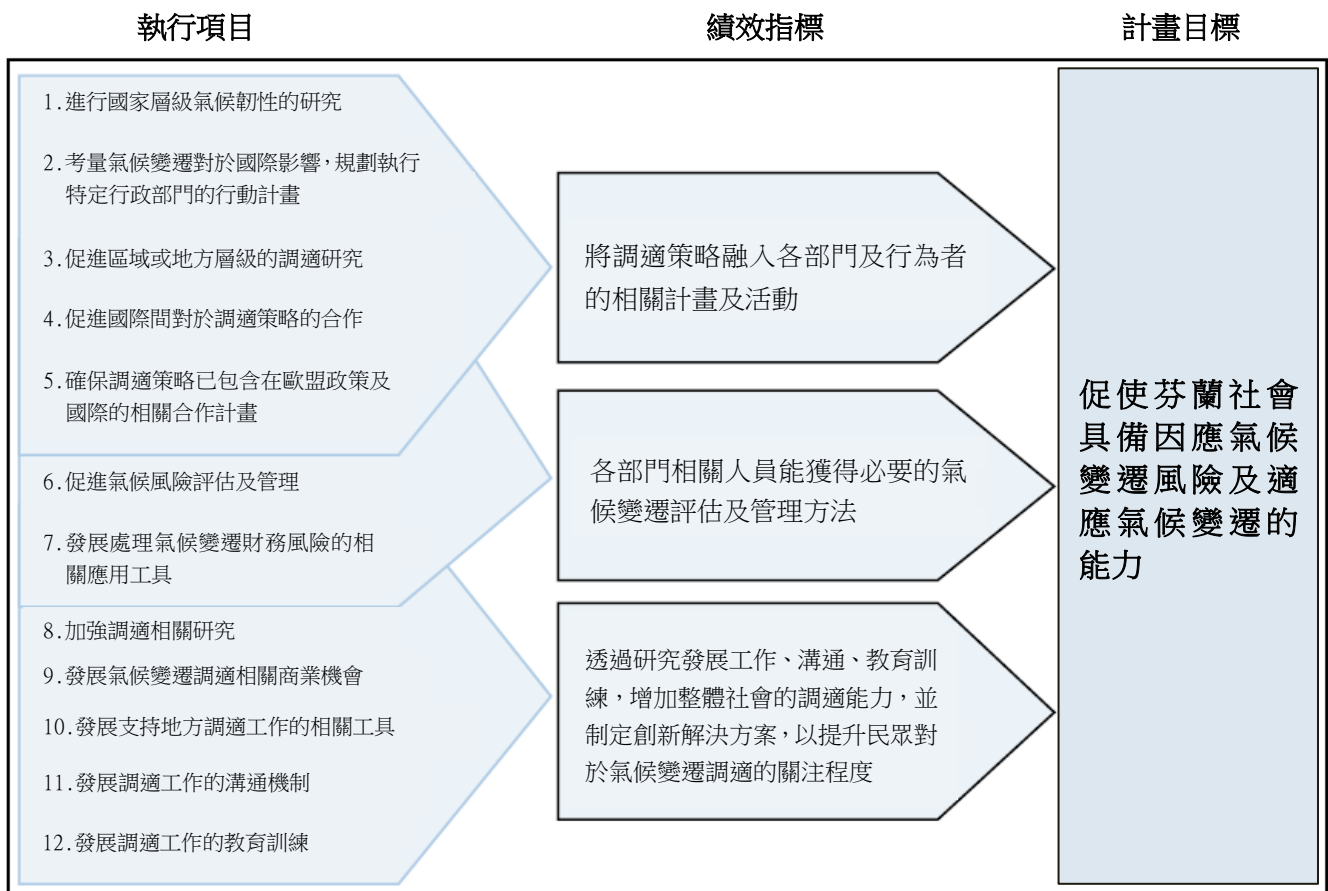 執行項目
績效指標
計畫目標
1.進行國家層級氣候韌性的研究
2.考量氣候變遷對於國際影響，規劃執行
特定行政部門的行動計畫
3.促進區域或地方層級的調適研究
4.促進國際間對於調適策略的合作
5.確保調適策略已包含在歐盟政策及
國際的相關合作計畫
6.促進氣候風險評估及管理
7.發展處理氣候變遷財務風險的相
關應用工具
8.加強調適相關研究
9.發展氣候變遷調適相關商業機會
10.發展支持地方調適工作的相關工具
11.發展調適工作的溝通機制
12.發展調適工作的教育訓練
將調適策略融入各部門及行為者
的相關計畫及活動
各部門相關人員能獲得必要的氣
候變遷評估及管理方法
透過研究發展工作、溝通、教育訓
練，增加整體社會的調適能力，並
制定創新解決方案，以提升民眾對
於氣候變遷調適的關注程度
促使芬蘭社會
具備因應氣候
變遷風險及適
應氣候變遷的
能力